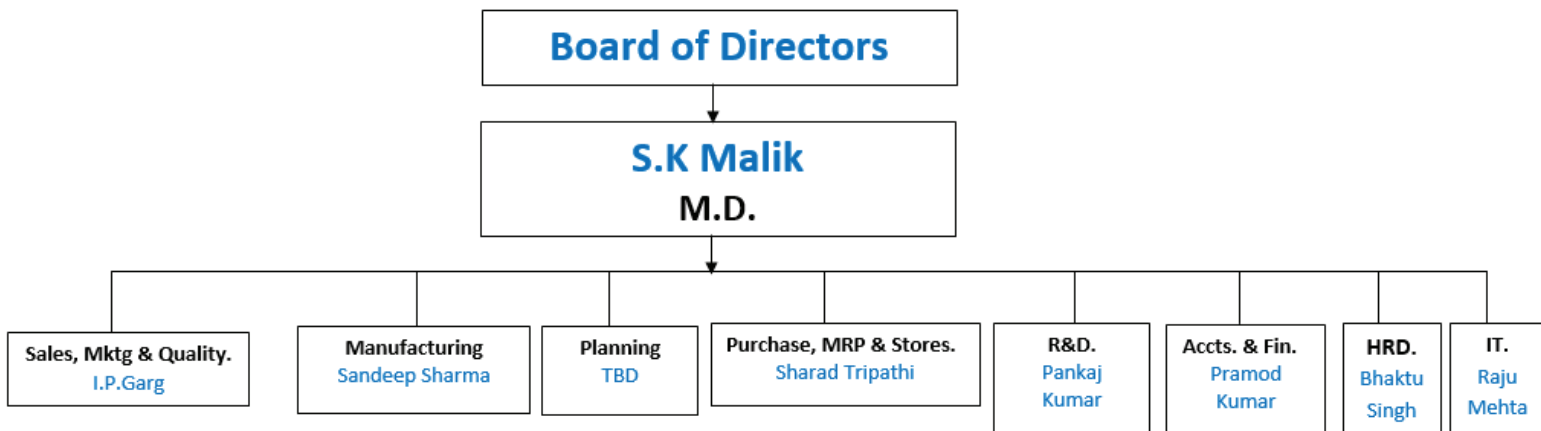 Board of Directors
S.K Malik
M.D.
Sales, Mktg & Quality.
I.P.Garg
Manufacturing
Sandeep Sharma
Planning
TBD
Purchase, MRP & Stores.
Sharad Tripathi
R&D.
Pankaj
Kumar
Accts. & Fin.
Pramod
Kumar
HRD.
Bhaktu
Singh
IT.
Raju
Mehta